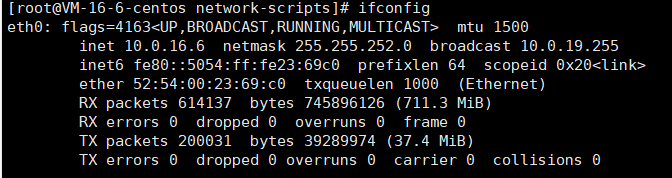 [root@VM-16-6-centos network-scripts]# ifconfig
eth0: flags=4163<UP,BROADCAST,RUNNING,MULTICAST>  mtu 1500
        inet 10.0.16.6  netmask 255.255.252.0  broadcast 10.0.19.255
        inet6 fe80::5054:ff:fe23:69c0  prefixlen 64  scopeid 0x20<link>
        ether 52:54:00:23:69:c0  txqueuelen 1000  (Ethernet)
        RX packets 614137  bytes 745896126 (711.3 MiB)
        RX errors 0  dropped 0  overruns 0  frame 0
        TX packets 200031  bytes 39289974 (37.4 MiB)
        TX errors 0  dropped 0 overruns 0  carrier 0  collisions 0